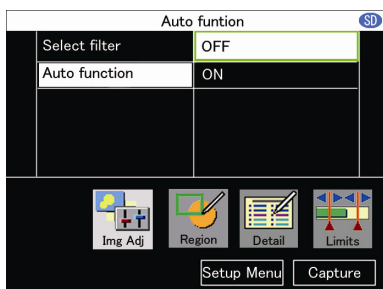 Auto funtion SD
Select filter OFF
Auto function ON
Img Adj Region Detail Limits
Setup Menu Capture